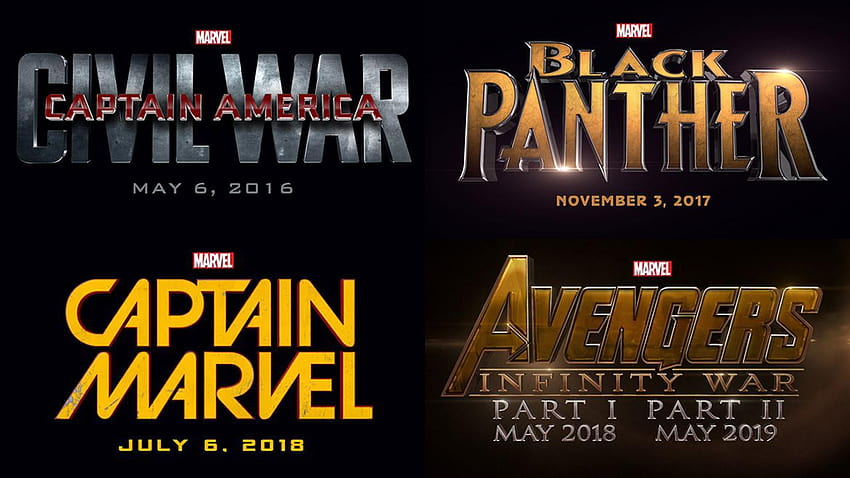 MARVEL
CIVIL WAR
CAPTAIN AMERICA
MAY 6, 2016
MARVEL
BLACK
PANTHER
NOVEMBER 3, 2017
MARVEL
CAPTAIN
MARVEL
JULY 6, 2018
MARVEL
AVENGERS
INFINITY WAR
PART I PART II
MAY 2018 MAY 2019